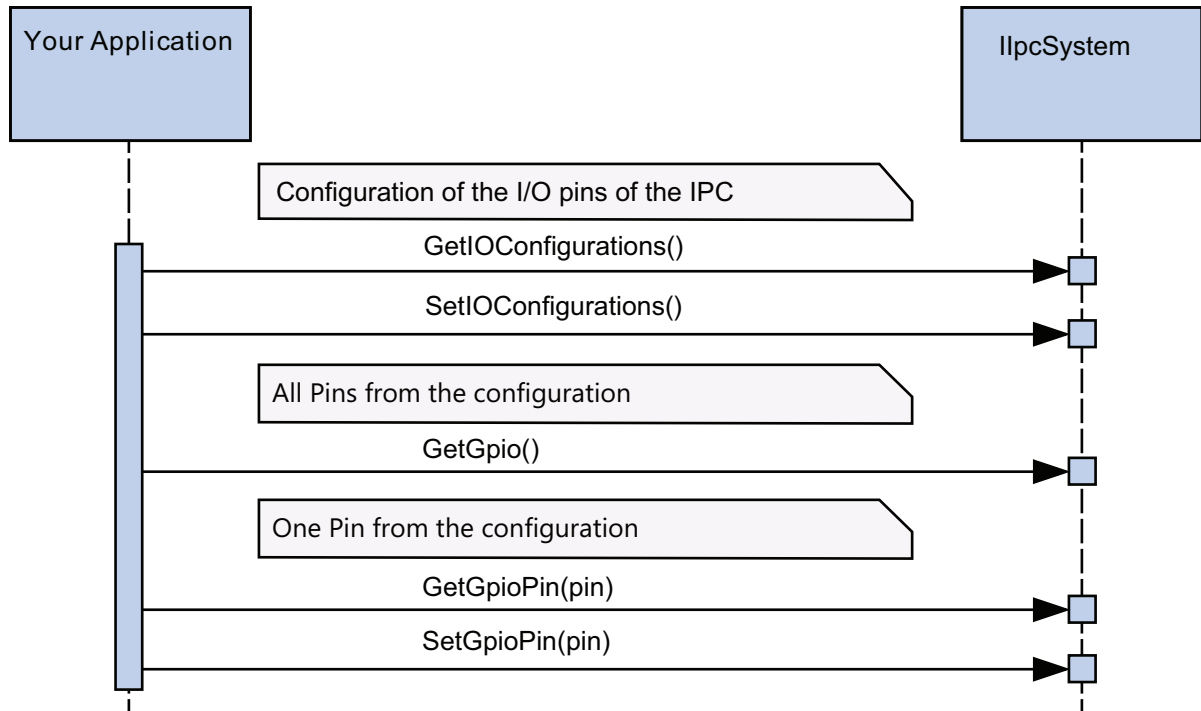 Your Application
IIpcSystem
Configuration of the I/O pins of the IPC
GetIOConfigurations()
SetIOConfigurations()
All Pins from the configuration
GetGpio()
One Pin from the configuration
GetGpioPin(pin)
SetGpioPin(pin)